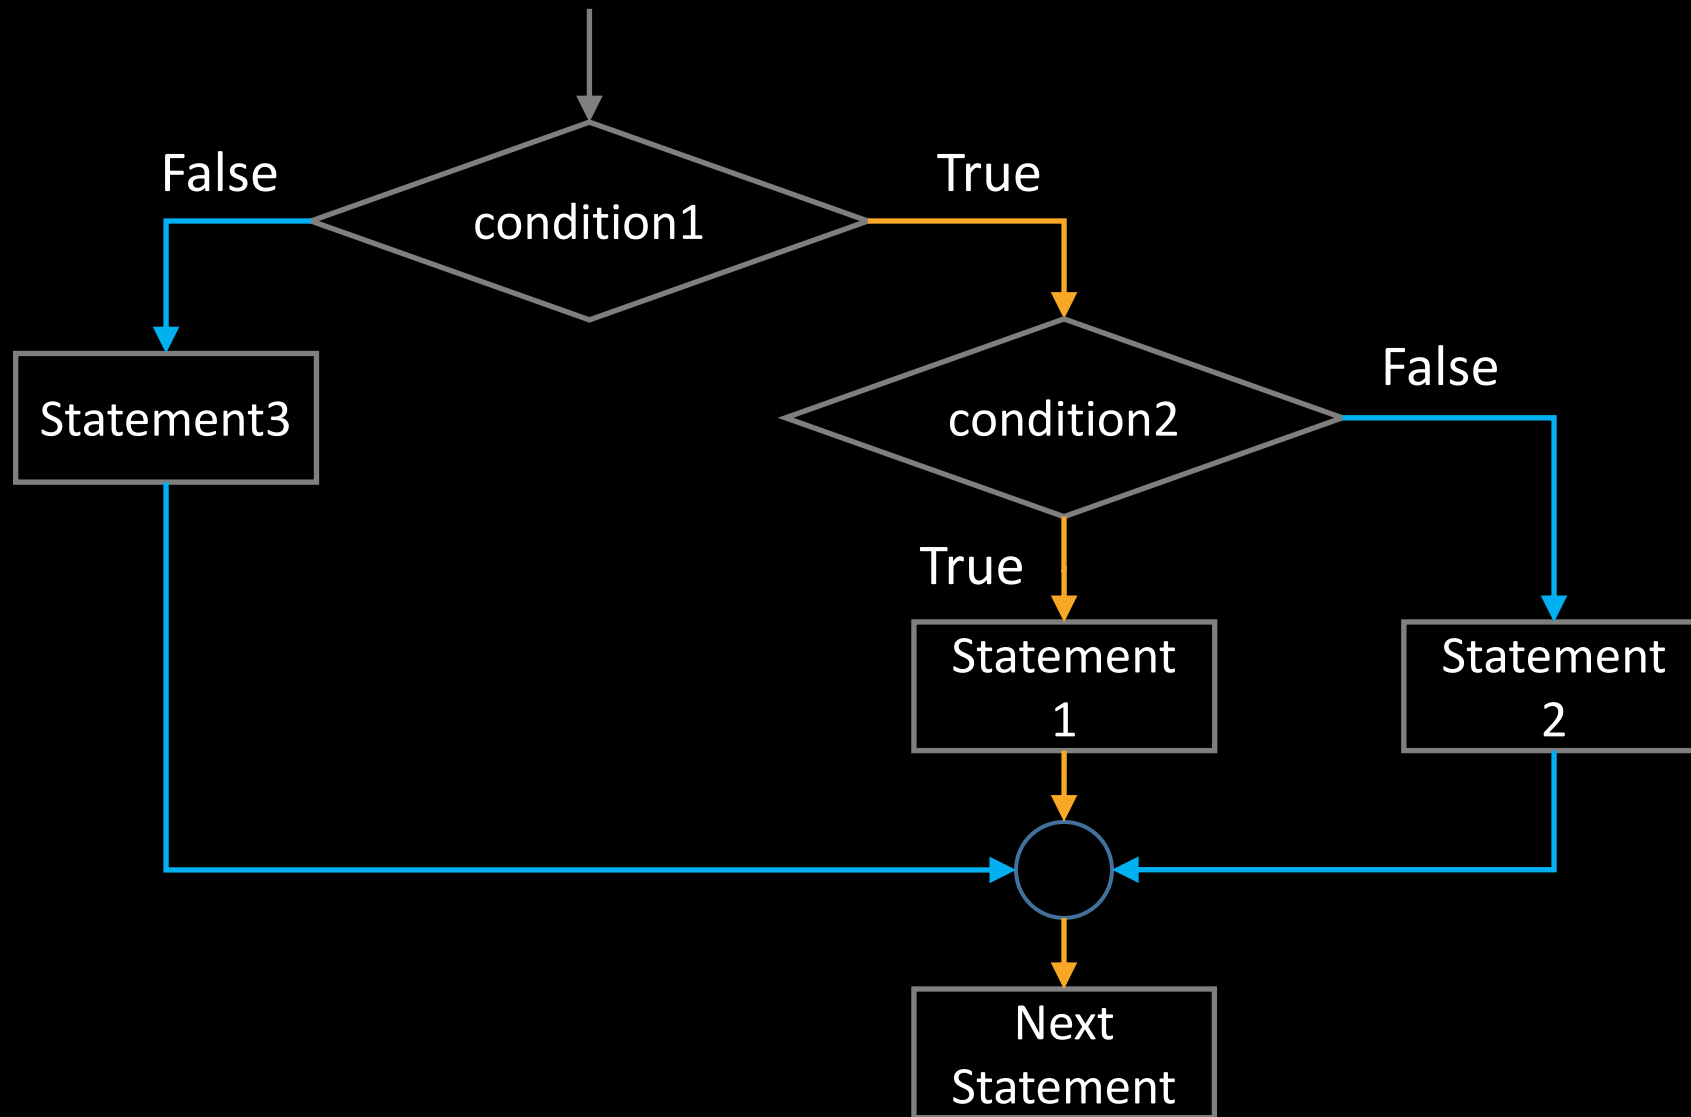 False
True
condition1
False
Statement3
condition2
True
Statement
1
Statement
2
Next
Statement